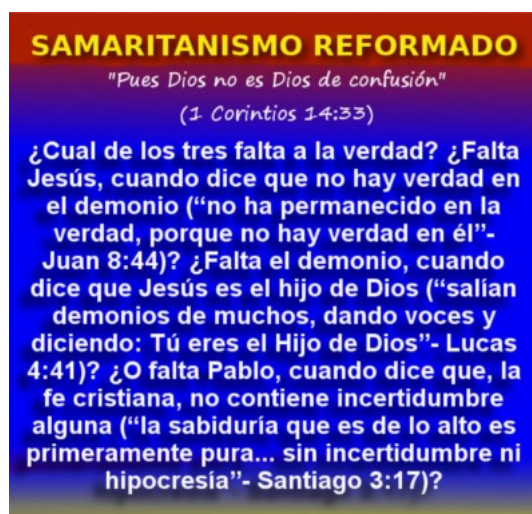 SAMARITANISMO REFORMADO
"Pues Dios no es Dios de confusión"
(1 Corintios 14:33)
¿Cual de los tres falta a la verdad? ¿Falta
Jesús, cuando dice que no hay verdad en
el demonio (“no ha permanecido en la
verdad, porque no hay verdad en él”-
Juan 8:44)? ¿Falta el demonio, cuando
dice que Jesús es el hijo de Dios (“salían
demonios de muchos, dando voces y
diciendo: Tú eres el Hijo de Dios”- Lucas
4:41)? ¿O falta Pablo, cuando dice que, la
fe cristiana, no contiene incertidumbre
alguna (“la sabiduría que es de lo alto es
primeramente pura... sin incertidumbre ni
hipocresía”- Santiago 3:17)?